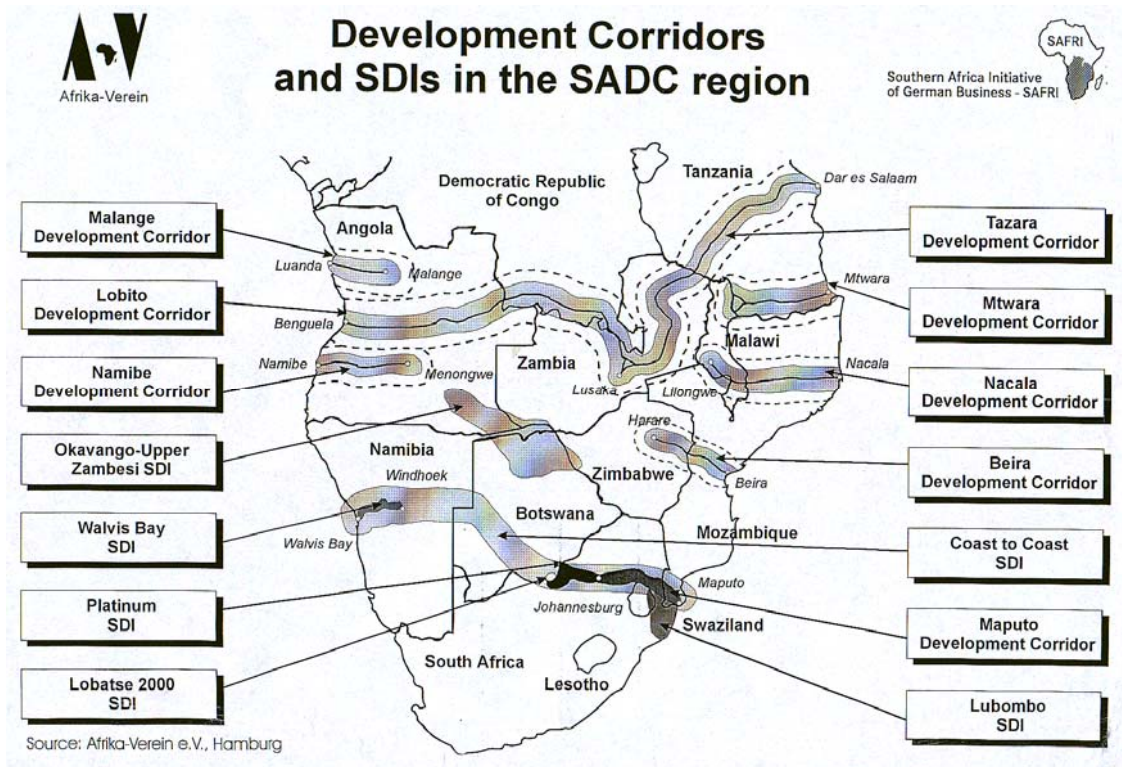 Development Corridors
and SDIs in the SADC region
A V
Afrika-Verein
SAFRI
Southern Africa Initiative
of German Business - SAFRI
Malange
Development Corridor
Lobito
Development Corridor
Namibe
Development Corridor
Okavango-Upper
Zambesi SDI
Walvis Bay
SDI
Platinum
SDI
Lobatse 2000
SDI
Democratic Republic
of Congo
Tanzania
Dar es Salaam
Angola
Luanda
Malange
Benguela
Mtwara
Zambia
Malawi
Namibe
Menongwe
Lusaka
Lilongwe
Nacala
Harare
Namibia
Windhoek
Zimbabwe
Beira
Botswana
Walvis Bay
Mozambique
Maputo
Johannesburg
Swaziland
South Africa
Lesotho
Tazara
Development Corridor
Mtwara
Development Corridor
Nacala
Development Corridor
Beira
Development Corridor
Coast to Coast
SDI
Maputo
Development Corridor
Lubombo
SDI
Source: Afrika-Verein e.V., Hamburg